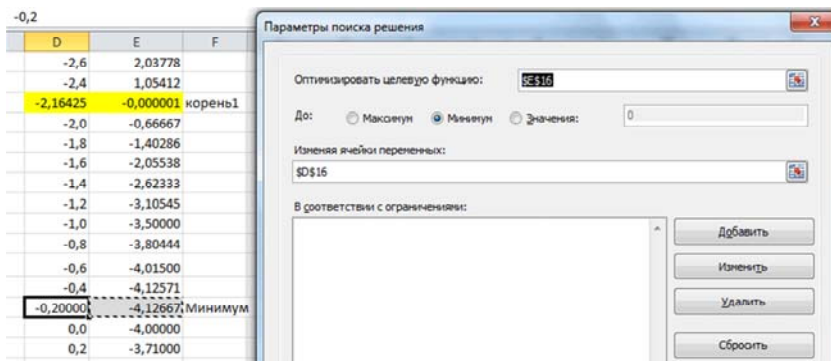 -0,2
D E F
-2,6 2,03778
-2,4 1,05412
-2,16425 -0,000001 корень1
-2,0 -0,66667
-1,8 -1,40286
-1,6 -2,05538
-1,4 -2,62333
-1,2 -3,10545
-1,0 -3,50000
-0,8 -3,80444
-0,6 -4,01500
-0,4 -4,12571
-0,20000 -4,12667 Минимум
0,0 -4,00000
0,2 -3,71000
Параметры поиска решения
Оптимизировать целевую функцию: $E$16
До: Максимум Минимум Значения: 0
Изменяя ячейки переменных:
$D$16
В соответствии с ограничениями:
Добавить
Изменить
Удалить
Сбросить